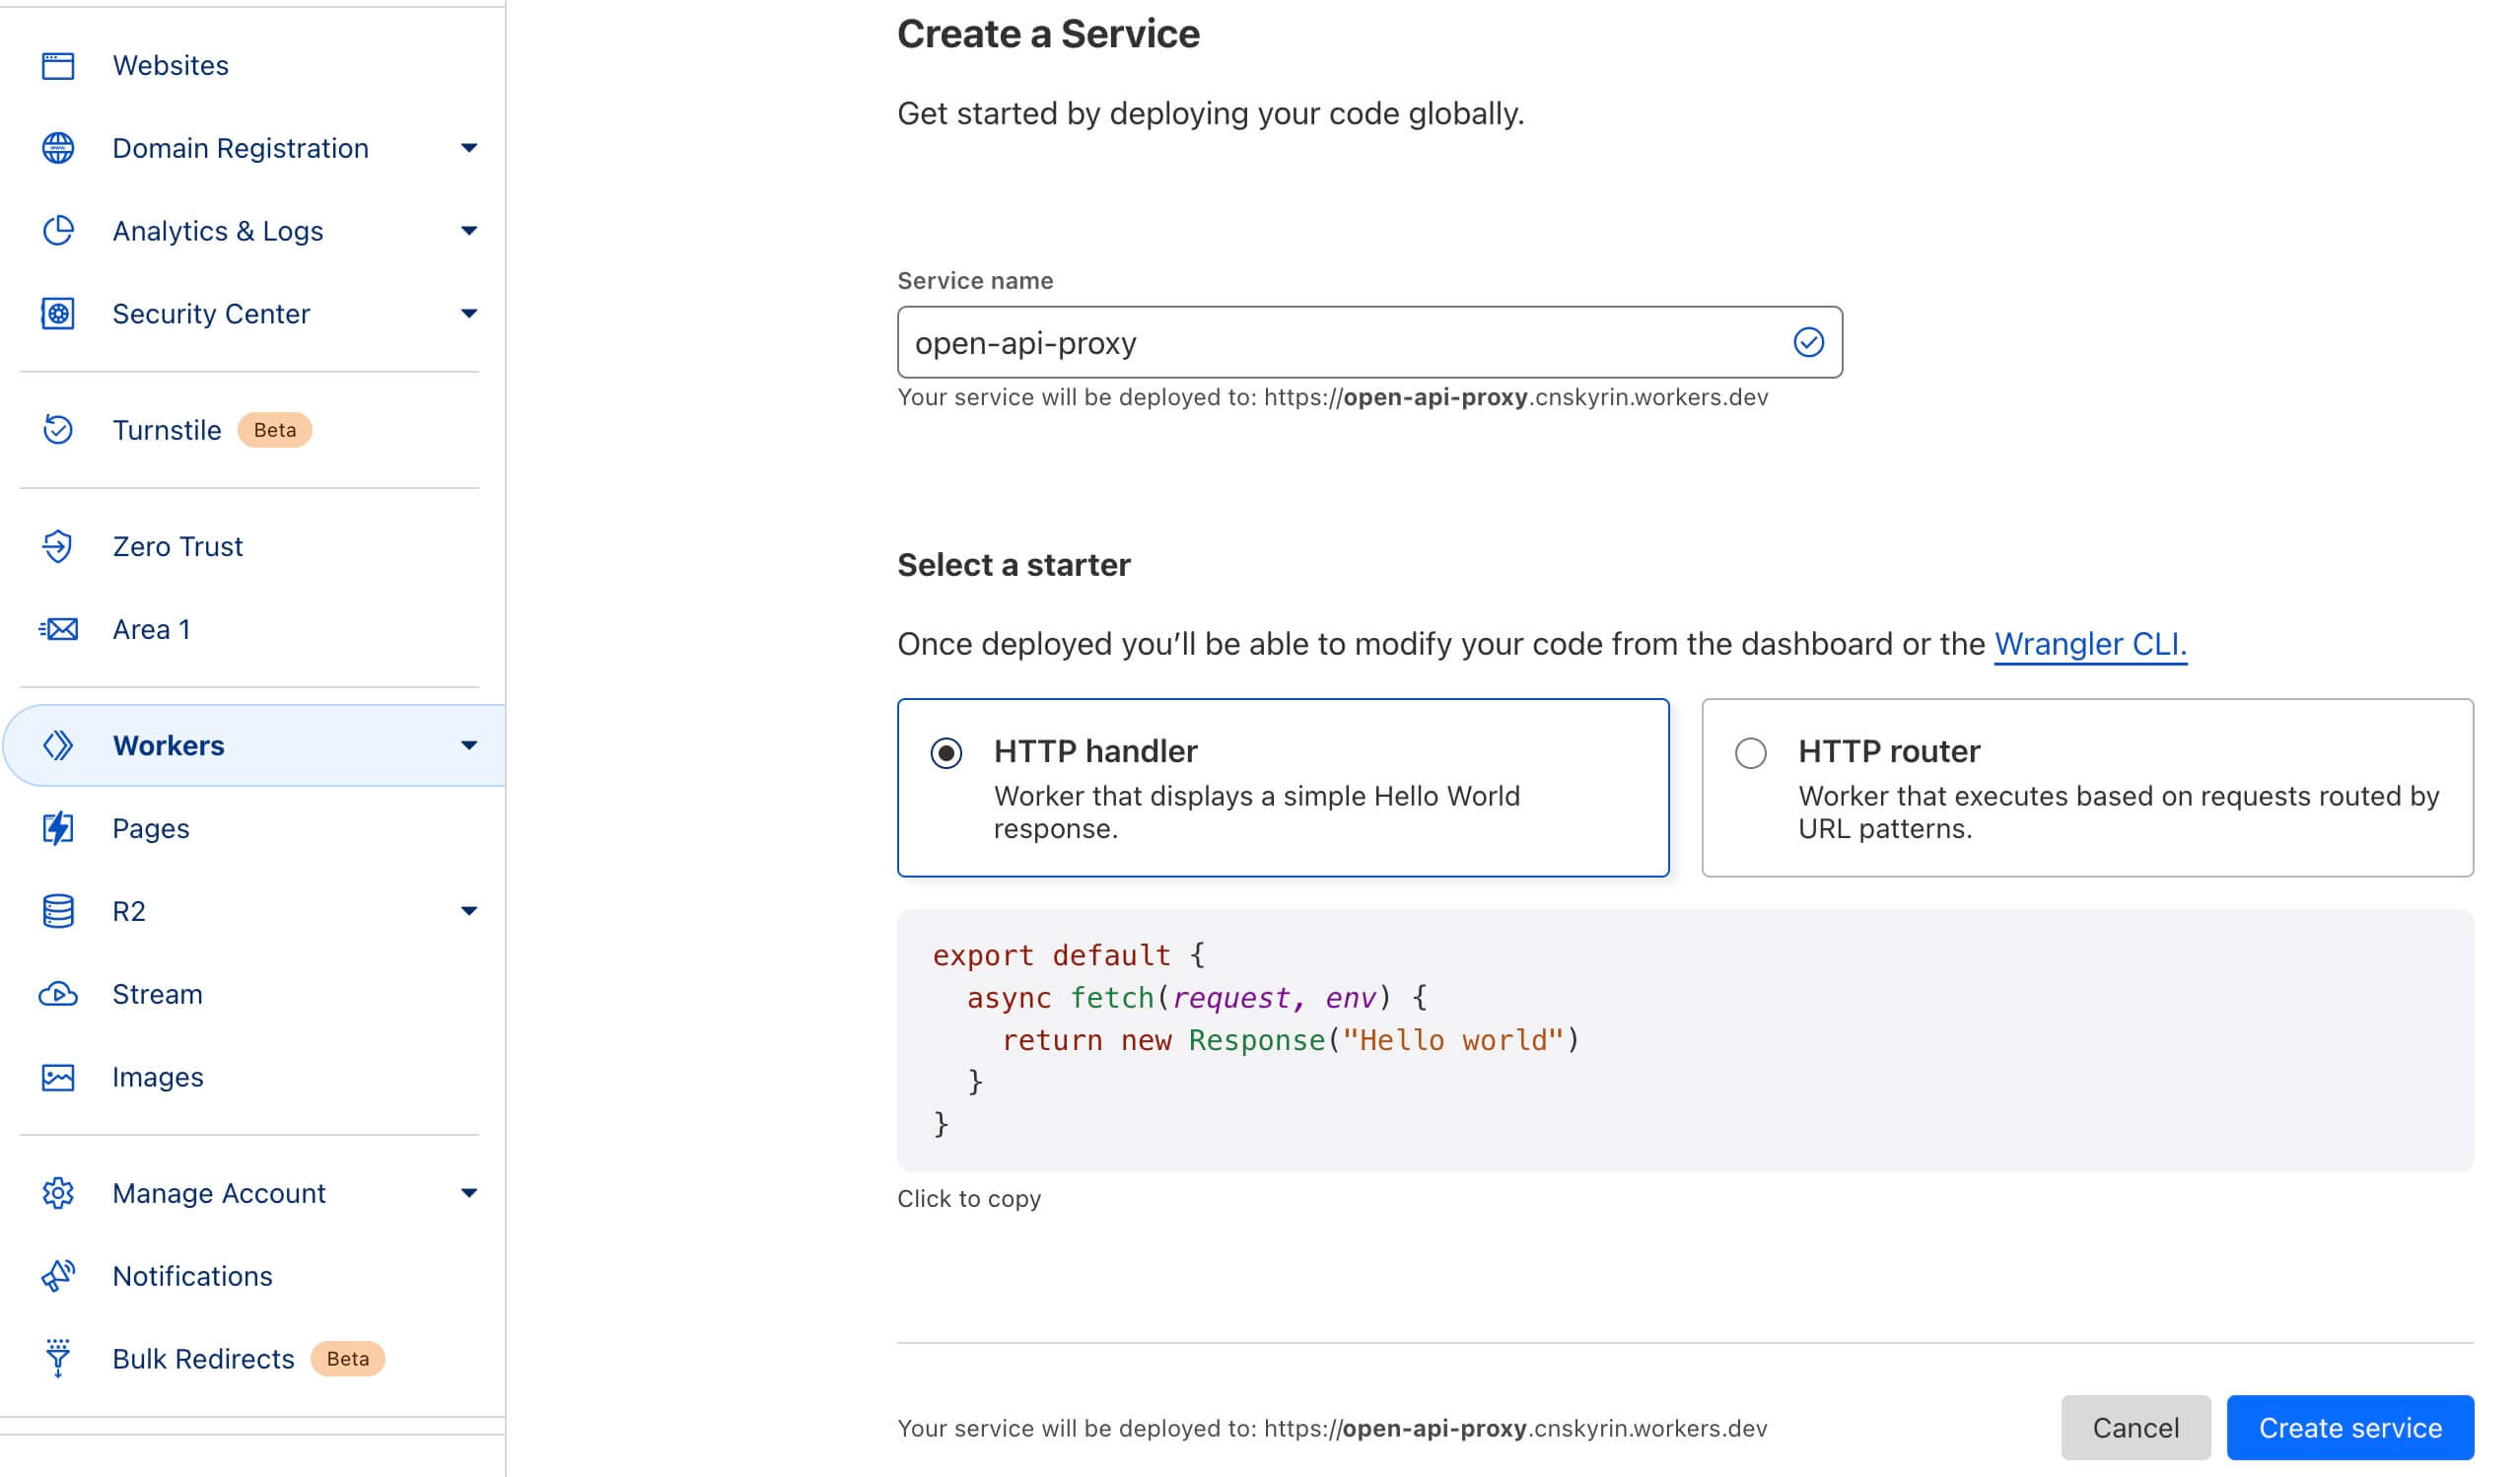 Websites
Domain Registration
Analytics & Logs
Security Center
Turnstile Beta
Zero Trust
Area 1
Workers
Pages
R2
Stream
Images
Manage Account
Notifications
Bulk Redirects Beta
Create a Service
Get started by deploying your code globally.
Service name
open-api-proxy
Your service will be deployed to: https://open-api-proxy.cnskyrin.workers.dev
Select a starter
Once deployed you’ll be able to modify your code from the dashboard or the Wrangler CLI.
HTTP handler
Worker that displays a simple Hello World
response.
HTTP router
Worker that executes based on requests routed by
URL patterns.
export default {
  async fetch(request, env) {
    return new Response("Hello world")
  }
}
Click to copy
Your service will be deployed to: https://open-api-proxy.cnskyrin.workers.dev
Cancel
Create service